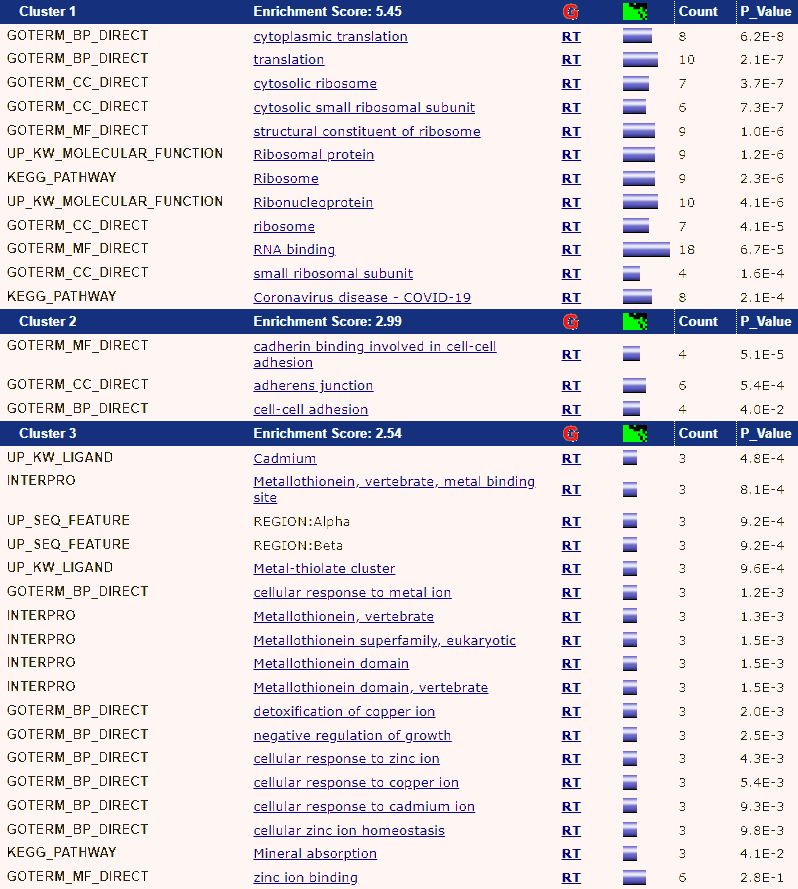 Cluster 1 Enrichment Score: 5.45 G Count P_Value
GOTERM_BP_DIRECT cytoplasmic translation RT 8 6.2E-8
GOTERM_BP_DIRECT translation RT 10 2.1E-7
GOTERM_CC_DIRECT cytosolic ribosome RT 7 3.7E-7
GOTERM_CC_DIRECT cytosolic small ribosomal subunit RT 6 7.3E-7
GOTERM_MF_DIRECT structural constituent of ribosome RT 9 1.0E-6
UP_KW_MOLECULAR_FUNCTION Ribosomal protein RT 9 1.2E-6
KEGG_PATHWAY Ribosome RT 9 2.3E-6
UP_KW_MOLECULAR_FUNCTION Ribonucleoprotein RT 10 4.1E-6
GOTERM_CC_DIRECT ribosome RT 7 4.1E-5
GOTERM_MF_DIRECT RNA binding RT 18 6.7E-5
GOTERM_CC_DIRECT small ribosomal subunit RT 4 1.6E-4
KEGG_PATHWAY Coronavirus disease - COVID-19 RT 8 2.1E-4
Cluster 2 Enrichment Score: 2.99 G Count P_Value
GOTERM_MF_DIRECT cadherin binding involved in cell-cell
adhesion RT 4 5.1E-5
GOTERM_CC_DIRECT adherens junction RT 6 5.4E-4
GOTERM_BP_DIRECT cell-cell adhesion RT 4 4.0E-2
Cluster 3 Enrichment Score: 2.54 G Count P_Value
UP_KW_LIGAND Cadmium RT 3 4.8E-4
INTERPRO Metallothionein, vertebrate, metal binding
site RT 3 8.1E-4
UP_SEQ_FEATURE REGION:Alpha RT 3 9.2E-4
UP_SEQ_FEATURE REGION:Beta RT 3 9.2E-4
UP_KW_LIGAND Metal-thiolate cluster RT 3 9.6E-4
GOTERM_BP_DIRECT cellular response to metal ion RT 3 1.2E-3
INTERPRO Metallothionein, vertebrate RT 3 1.3E-3
INTERPRO Metallothionein superfamily, eukaryotic RT 3 1.5E-3
INTERPRO Metallothionein domain RT 3 1.5E-3
INTERPRO Metallothionein domain, vertebrate RT 3 1.5E-3
GOTERM_BP_DIRECT detoxification of copper ion RT 3 2.0E-3
GOTERM_BP_DIRECT negative regulation of growth RT 3 2.5E-3
GOTERM_BP_DIRECT cellular response to zinc ion RT 3 4.3E-3
GOTERM_BP_DIRECT cellular response to copper ion RT 3 5.4E-3
GOTERM_BP_DIRECT cellular response to cadmium ion RT 3 9.3E-3
GOTERM_BP_DIRECT cellular zinc ion homeostasis RT 3 9.8E-3
KEGG_PATHWAY Mineral absorption RT 3 4.1E-2
GOTERM_MF_DIRECT zinc ion binding RT 6 2.8E-1